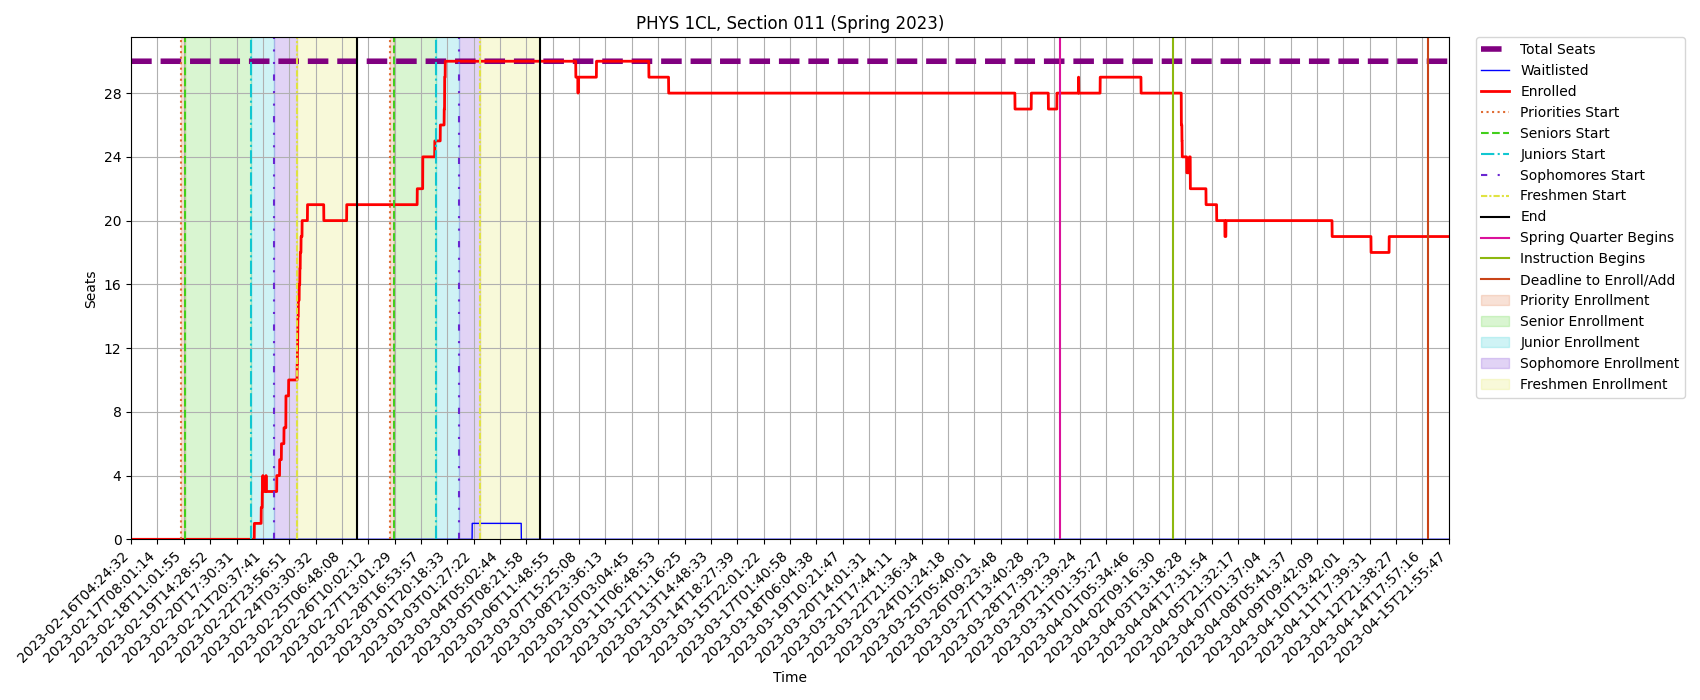 PHYS 1CL, Section 011 (Spring 2023)
Total Seats
Waitlisted
Enrolled
Priorities Start
Seniors Start
Juniors Start
Sophomores Start
Freshmen Start
End
Spring Quarter Begins
Instruction Begins
Deadline to Enroll/Add
Priority Enrollment
Senior Enrollment
Junior Enrollment
Sophomore Enrollment
Freshmen Enrollment
Seats
28
24
20
16
12
8
4
0
2023-02-16T04:24:32
2023-02-17T08:01:14
2023-02-18T11:01:55
2023-02-19T14:28:52
2023-02-20T17:30:31
2023-02-21T20:37:41
2023-02-22T23:56:51
2023-02-24T03:30:32
2023-02-25T06:48:08
2023-02-26T10:02:12
2023-02-27T13:01:29
2023-02-28T16:53:57
2023-03-01T20:18:33
2023-03-03T01:27:22
2023-03-04T05:02:44
2023-03-05T08:21:58
2023-03-06T11:48:55
2023-03-07T15:25:08
2023-03-08T23:36:13
2023-03-10T03:04:45
2023-03-11T06:48:53
2023-03-12T11:16:25
2023-03-13T14:48:33
2023-03-14T18:27:39
2023-03-15T22:01:22
2023-03-17T01:40:58
2023-03-18T06:04:38
2023-03-19T10:21:47
2023-03-20T14:01:31
2023-03-21T17:44:11
2023-03-22T21:36:34
2023-03-24T01:24:18
2023-03-25T05:40:01
2023-03-26T09:23:48
2023-03-27T13:40:28
2023-03-28T17:39:23
2023-03-29T21:39:24
2023-03-31T01:35:27
2023-04-01T05:34:46
2023-04-02T09:16:30
2023-04-03T13:18:28
2023-04-04T17:31:54
2023-04-05T21:32:17
2023-04-07T01:37:04
2023-04-08T05:41:37
2023-04-09T09:42:09
2023-04-10T13:42:01
2023-04-11T17:39:31
2023-04-12T21:38:27
2023-04-14T17:57:16
2023-04-15T21:55:47
Time